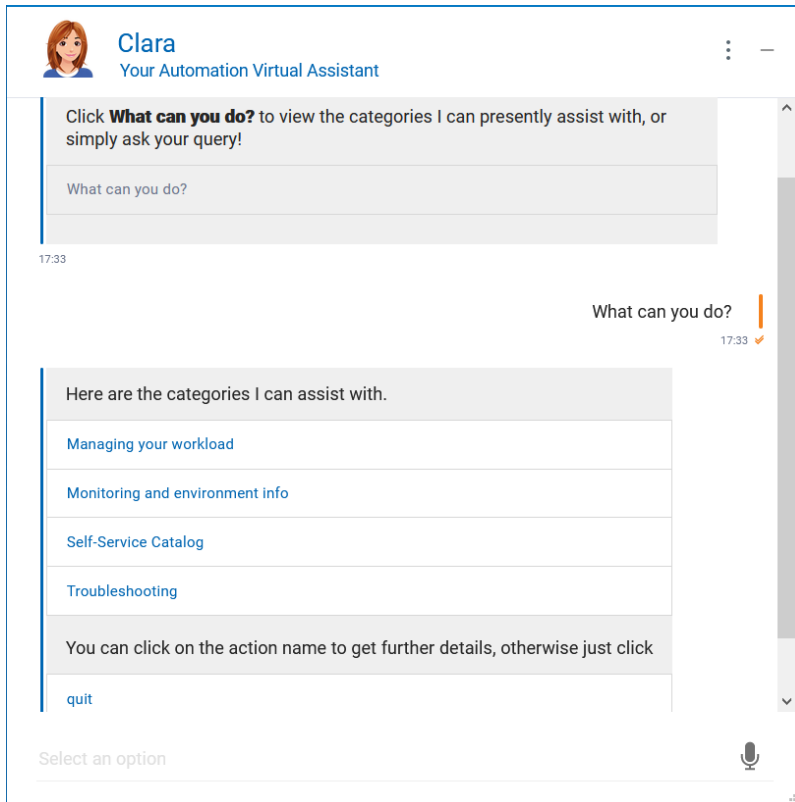 Clara
Your Automation Virtual Assistant
Click What can you do? to view the categories I can presently assist with, or
simply ask your query!
What can you do?
17:33
What can you do?
17:33
Here are the categories I can assist with.
Managing your workload
Monitoring and environment info
Self-Service Catalog
Troubleshooting
You can click on the action name to get further details, otherwise just click
quit
Select an option